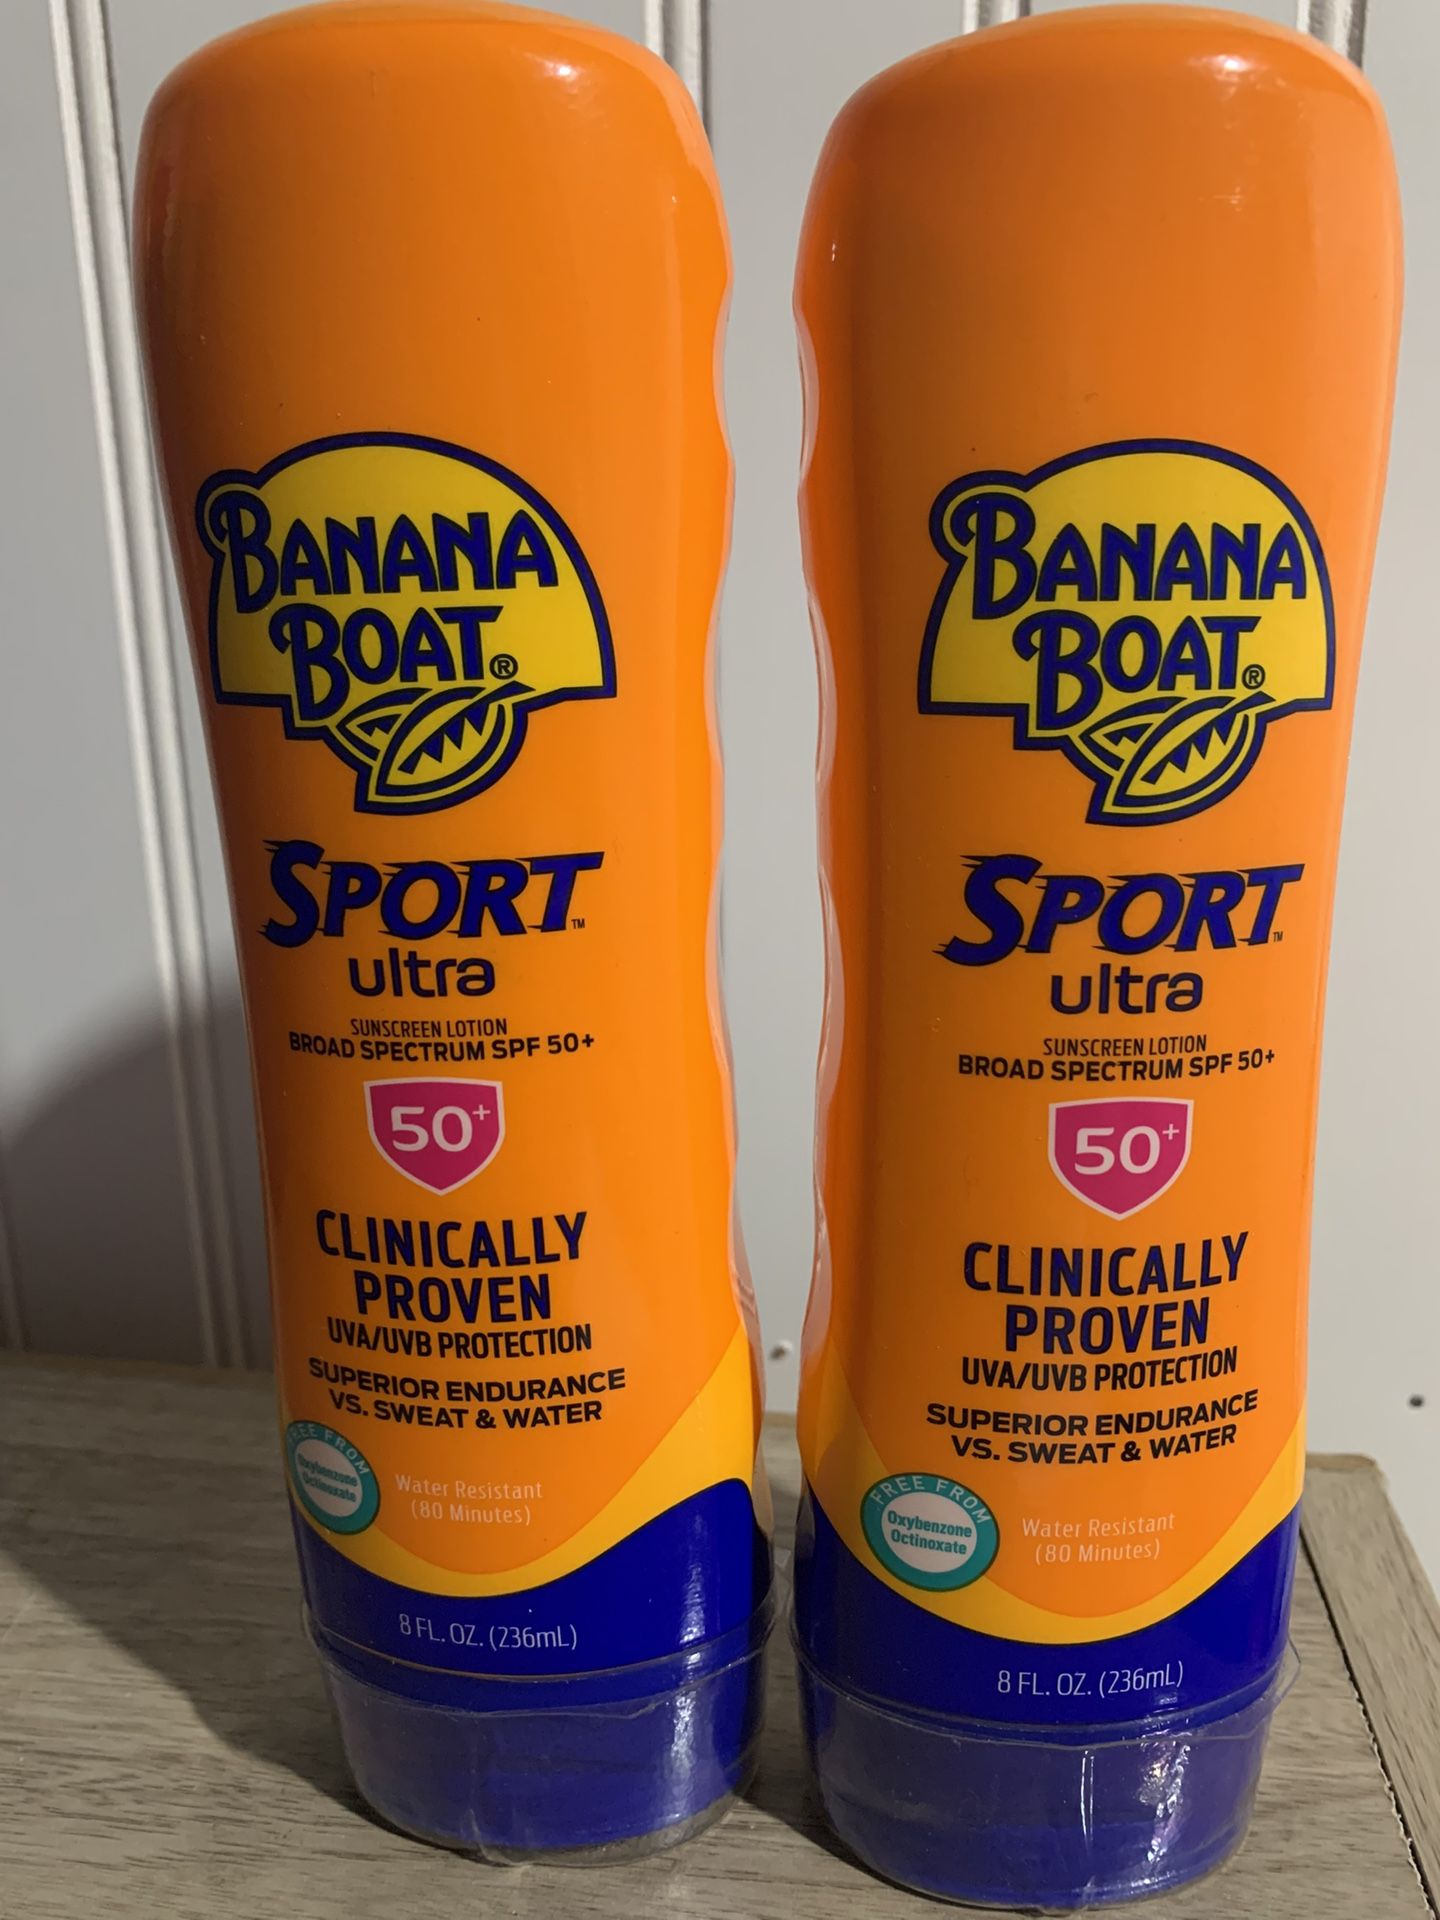 BANANA
BOAT®
SPORT™
ultra
SUNSCREEN LOTION
BROAD SPECTRUM SPF 50+
50+
CLINICALLY
PROVEN
UVA/UVB PROTECTION
SUPERIOR ENDURANCE
VS. SWEAT & WATER
FREE FROM
Oxybenzone
Octinoxate
Water Resistant
(80 Minutes)
8 FL. OZ. (236mL)
BANANA
BOAT®
SPORT™
ultra
SUNSCREEN LOTION
BROAD SPECTRUM SPF 50+
50+
CLINICALLY
PROVEN
UVA/UVB PROTECTION
SUPERIOR ENDURANCE
VS. SWEAT & WATER
FREE FROM
Oxybenzone
Octinoxate
Water Resistant
(80 Minutes)
8 FL. OZ. (236mL)